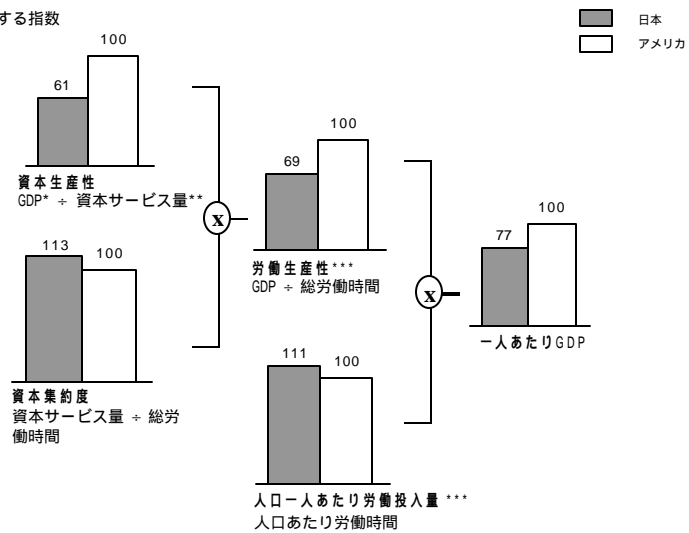 する指数
日本
アメリカ
100
61
資本生産性
GDP* ÷ 資本サービス量**
x
113
100
資本集約度
資本サービス量 ÷ 総労
働時間
100
69
労働生産性***
GDP ÷ 総労働時間
111
100
人口一人あたり労働投入量***
人口あたり労働時間
x
100
77
一人あたりGDP